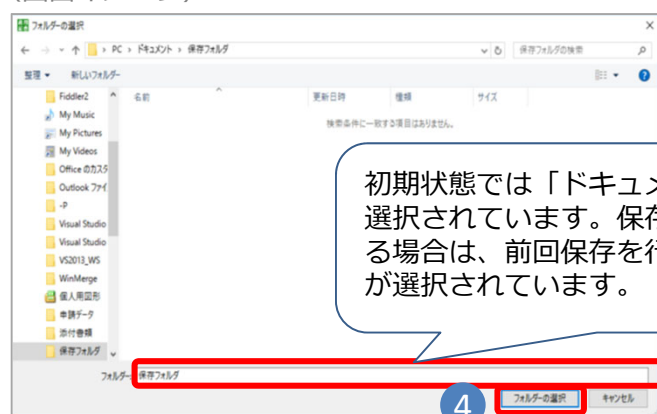 フォルダーの選択
PC › ドキュメント › 保存フォルダ
保存フォルダの検索
整理 新しいフォルダー
名前 更新日時 種類 サイズ
検索条件に一致する項目はありません。
Fiddler2
My Music
My Pictures
My Videos
Office のカスタ
Outlook ファイ
-P
Visual Studio
Visual Studio
VS2013_WS
WinMerge
個人用図形
申請データ
添付書類
保存フォルダ
初期状態では「ドキュメ
選択されています。保存
る場合は、前回保存を行
が選択されています。
フォルダー: 保存フォルダ
4
フォルダーの選択 キャンセル